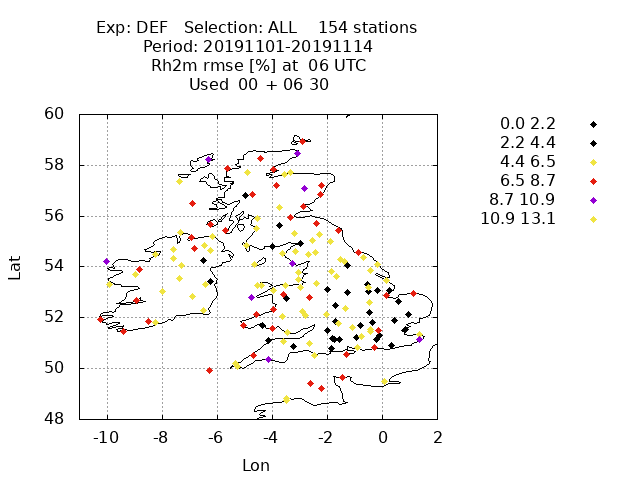 Exp: DEF Selection: ALL 154 stations
Period: 20191101-20191114
Rh2m rmse [%] at 06 UTC
Used 00 + 06 30
0.0 2.2
2.2 4.4
4.4 6.5
6.5 8.7
8.7 10.9
10.9 13.1
60
58
56
54
52
50
48
Lat
-10 -8 -6 -4 -2 0 2
Lon